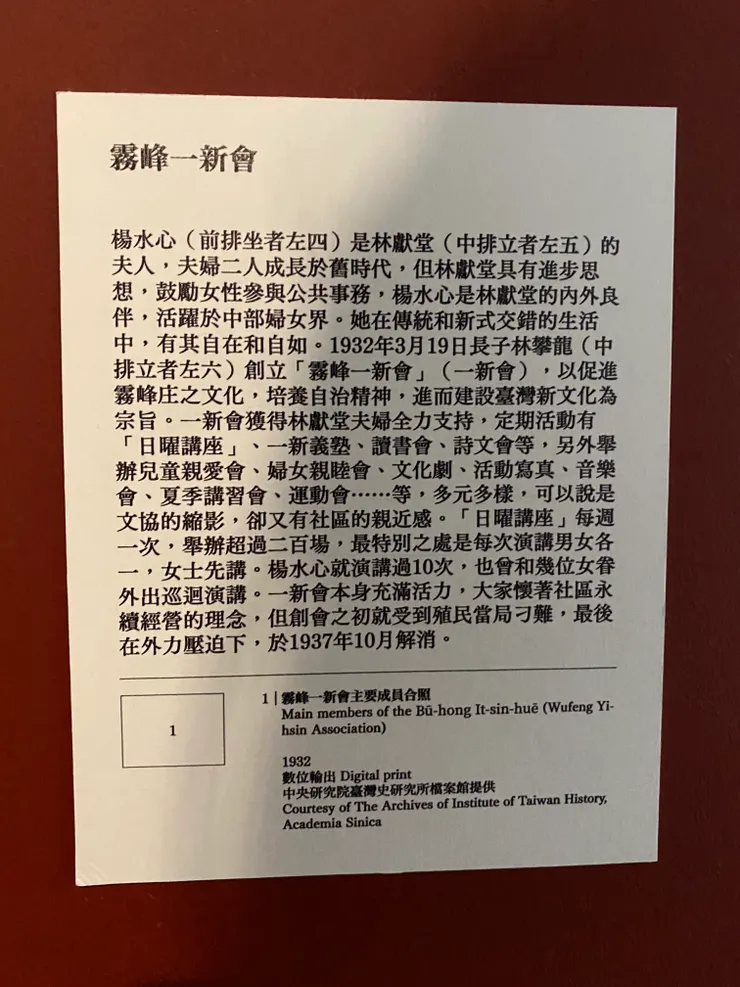 霧峰一新會
楊水心（前排坐者左四）是林獻堂（中排立者左五）的
夫人，夫婦二人成長於舊時代，但林獻堂具有進步思
想，鼓勵女性參與公共事務，楊水心是林獻堂的內外良
伴，活躍於中部婦女界。她在傳統和新式交錯的生活
中，有其自在和自如。1932年3月19日長子林攀龍（中
排立者左六）創立「霧峰一新會」（一新會），以促進
霧峰庄之文化，培養自治精神，進而建設臺灣新文化為
宗旨。一新會獲得林獻堂夫婦全力支持，定期活動有
「日曜講座」、一新義塾、讀書會、詩文會等，另外舉
辦兒童親愛會、婦女親睦會、文化劇、活動寫真、音樂
會、夏季講習會、運動會……等，多元多樣，可以說是
文協的縮影，卻又有社區的親近感。「日曜講座」每週
一次，舉辦超過二百場，最特別之處是每次演講男女各
一，女士先講。楊水心就演講過10次，也曾和幾位女眷
外出巡迴演講。一新會本身充滿活力，大家懷著社區永
續經營的理念，但創會之初就受到殖民當局刁難，最後
在外力壓迫下，於1937年10月解消。
1
1 | 霧峰一新會主要成員合照
Main members of the Bū-hong It-sin-huē (Wufeng Yi-
hsin Association)
1932
數位輸出 Digital print
中央研究院臺灣史研究所檔案館提供
Courtesy of The Archives of Institute of Taiwan History,
Academia Sinica